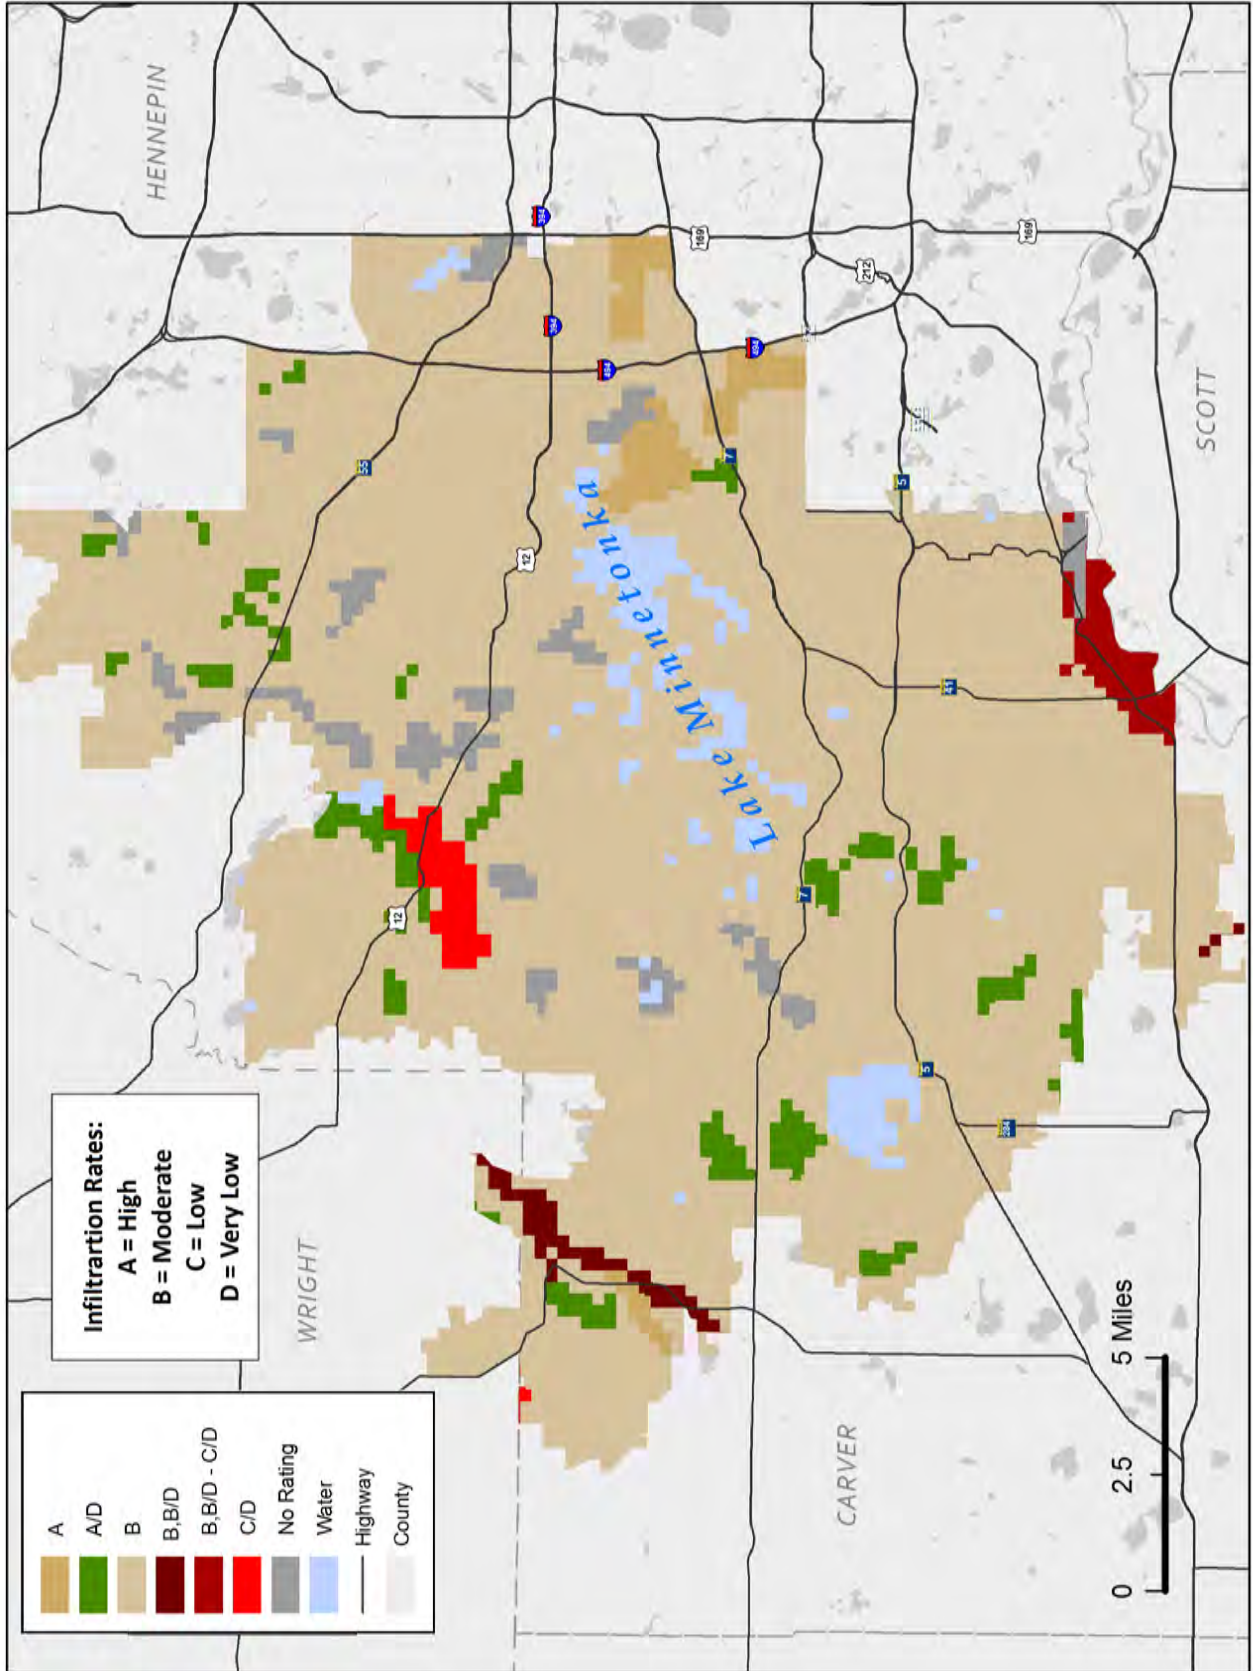 Infiltrartion Rates:
A = High
B = Moderate
C = Low
D = Very Low
A
A/D
B
B,B/D
B,B/D - C/D
C/D
No Rating
Water
Highway
County
WRIGHT
HENNEPIN
CARVER
SCOTT
Lake Minnetonka
55
12
12
394
394
494
494
169
169
212
7
7
5
5
41
284
0 2.5 5 Miles